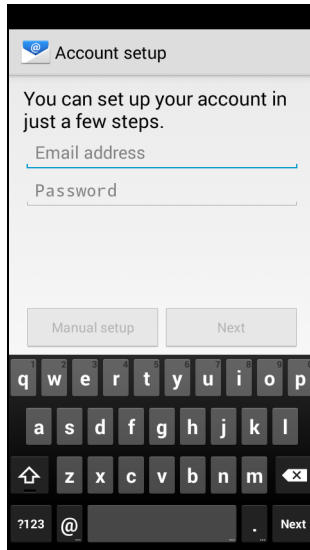 @ Account setup
You can set up your account in
just a few steps.
Email address
Password
Manual setup Next
1 2 3 4 5 6 7 8 9 0
q w e r t y u i o p
a s d f g h j k l
z x c v b n m
?123 @ ... ... . ... Next